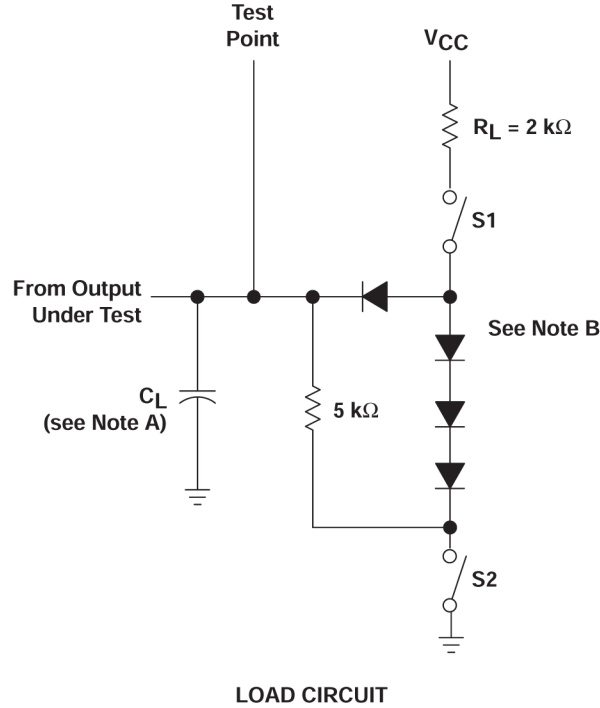 Test
Point
VCC
RL = 2 kΩ
S1
From Output
Under Test
See Note B
CL
(see Note A)
5 kΩ
S2
LOAD CIRCUIT